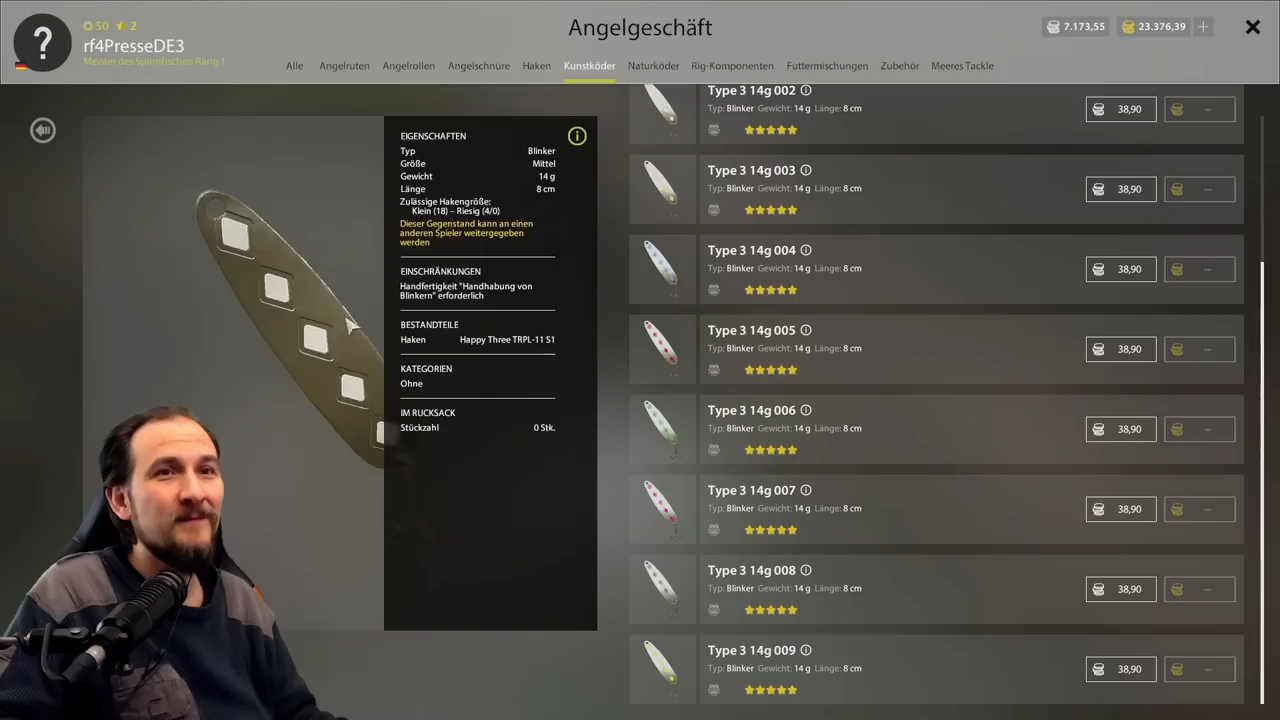 ?
50 2
rf4PresseDE3
Meister des Spinnfischen Rang 1
Angelgeschäft
7.173,55
23.376,39 +
Alle Angelruten Angelrollen Angelschnüre Haken Kunstköder Naturköder Rig-Komponenten Futtermischungen Zubehör Meeres Tackle
EIGENSCHAFTEN
Typ Blinker
Größe Mittel
Gewicht 14 g
Länge 8 cm
Zulässige Hakengröße:
Klein (18) – Riesig (4/0)
Dieser Gegenstand kann an einen
anderen Spieler weitergegeben
werden
EINSCHRÄNKUNGEN
Handfertigkeit "Handhabung von
Blinkern" erforderlich
BESTANDTEILE
Haken Happy Three TRPL-11 S1
KATEGORIEN
Ohne
IM RUCKSACK
Stückzahl 0 Stk.
Type 3 14g 002
Typ: Blinker Gewicht: 14 g Länge: 8 cm
38,90 --
Type 3 14g 003
Typ: Blinker Gewicht: 14 g Länge: 8 cm
38,90 --
Type 3 14g 004
Typ: Blinker Gewicht: 14 g Länge: 8 cm
38,90 --
Type 3 14g 005
Typ: Blinker Gewicht: 14 g Länge: 8 cm
38,90 --
Type 3 14g 006
Typ: Blinker Gewicht: 14 g Länge: 8 cm
38,90 --
Type 3 14g 007
Typ: Blinker Gewicht: 14 g Länge: 8 cm
38,90 --
Type 3 14g 008
Typ: Blinker Gewicht: 14 g Länge: 8 cm
38,90 --
Type 3 14g 009
Typ: Blinker Gewicht: 14 g Länge: 8 cm
38,90 --